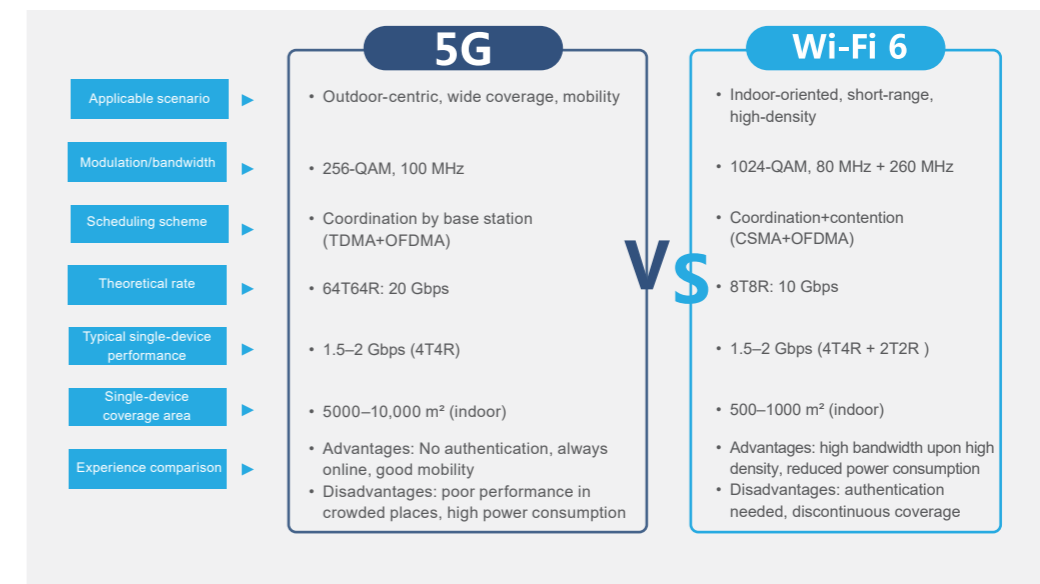 5G
Wi-Fi 6
VS
Applicable scenario
• Outdoor-centric, wide coverage, mobility
• Indoor-oriented, short-range,
high-density
Modulation/bandwidth
• 256-QAM, 100 MHz
• 1024-QAM, 80 MHz + 260 MHz
Scheduling scheme
• Coordination by base station
(TDMA+OFDMA)
• Coordination+contention
(CSMA+OFDMA)
Theoretical rate
• 64T64R: 20 Gbps
• 8T8R: 10 Gbps
Typical single-device
performance
• 1.5–2 Gbps (4T4R)
• 1.5–2 Gbps (4T4R + 2T2R )
Single-device
coverage area
• 5000–10,000 m² (indoor)
• 500–1000 m² (indoor)
Experience comparison
• Advantages: No authentication, always
online, good mobility
• Disadvantages: poor performance in
crowded places, high power consumption
• Advantages: high bandwidth upon high
density, reduced power consumption
• Disadvantages: authentication
needed, discontinuous coverage